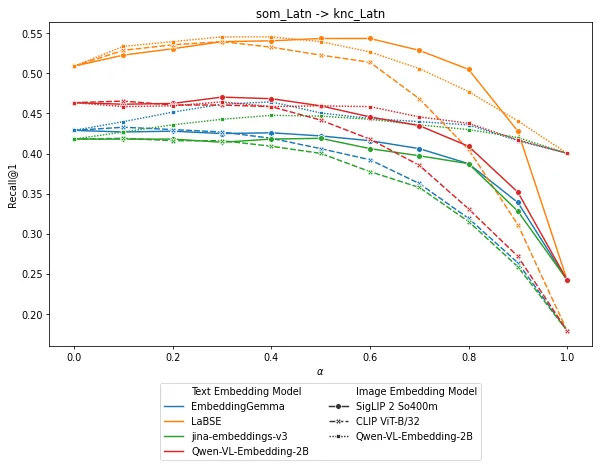 som_Latn -> knc_Latn
0.55
0.50
0.45
0.40
0.35
0.30
0.25
0.20
Recall@1
0.0 0.2 0.4 0.6 0.8 1.0
α
Text Embedding Model
EmbeddingGemma
LaBSE
jina-embeddings-v3
Qwen-VL-Embedding-2B
Image Embedding Model
SigLIP 2 So400m
CLIP ViT-B/32
Qwen-VL-Embedding-2B